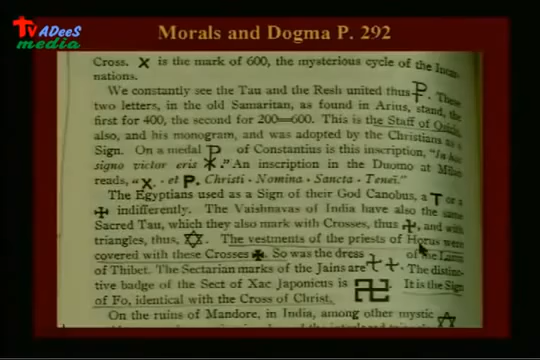 TV ADeeS
media
Morals and Dogma P. 292
Cross. X is the mark of 600, the mysterious cycle of the Incar-
nations.
We constantly see the Tau and the Resh united thus These
two letters, in the old Samaritan, as found in Arius, stand, the
first for 400, the second for 200=600. This is the Staff of Osiris,
also, and his monogram, and was adopted by the Christians as a
Sign. On a medal of Constantius is this inscription, "In hoc
signo victor eris ." An inscription in the Duomo at Milan
reads, "X. et P. Christi · Nomina · Sancta · Tenei."
The Egyptians used as a Sign of their God Canobus, a T or a
✠ indifferently. The Vaishnavas of India have also the same
Sacred Tau, which they also mark with Crosses, thus 卍, and with
triangles, thus, ✡. The vestments of the priests of Horus were
covered with these Crosses ✠. So was the dress of the Lama
of Thibet. The Sectarian marks of the Jains are 卍. The distinc-
tive badge of the Sect of Xac Japonicus is 卍 It is the Sign
of Fo, identical with the Cross of Christ.
On the ruins of Mandore, in India, among other mystic